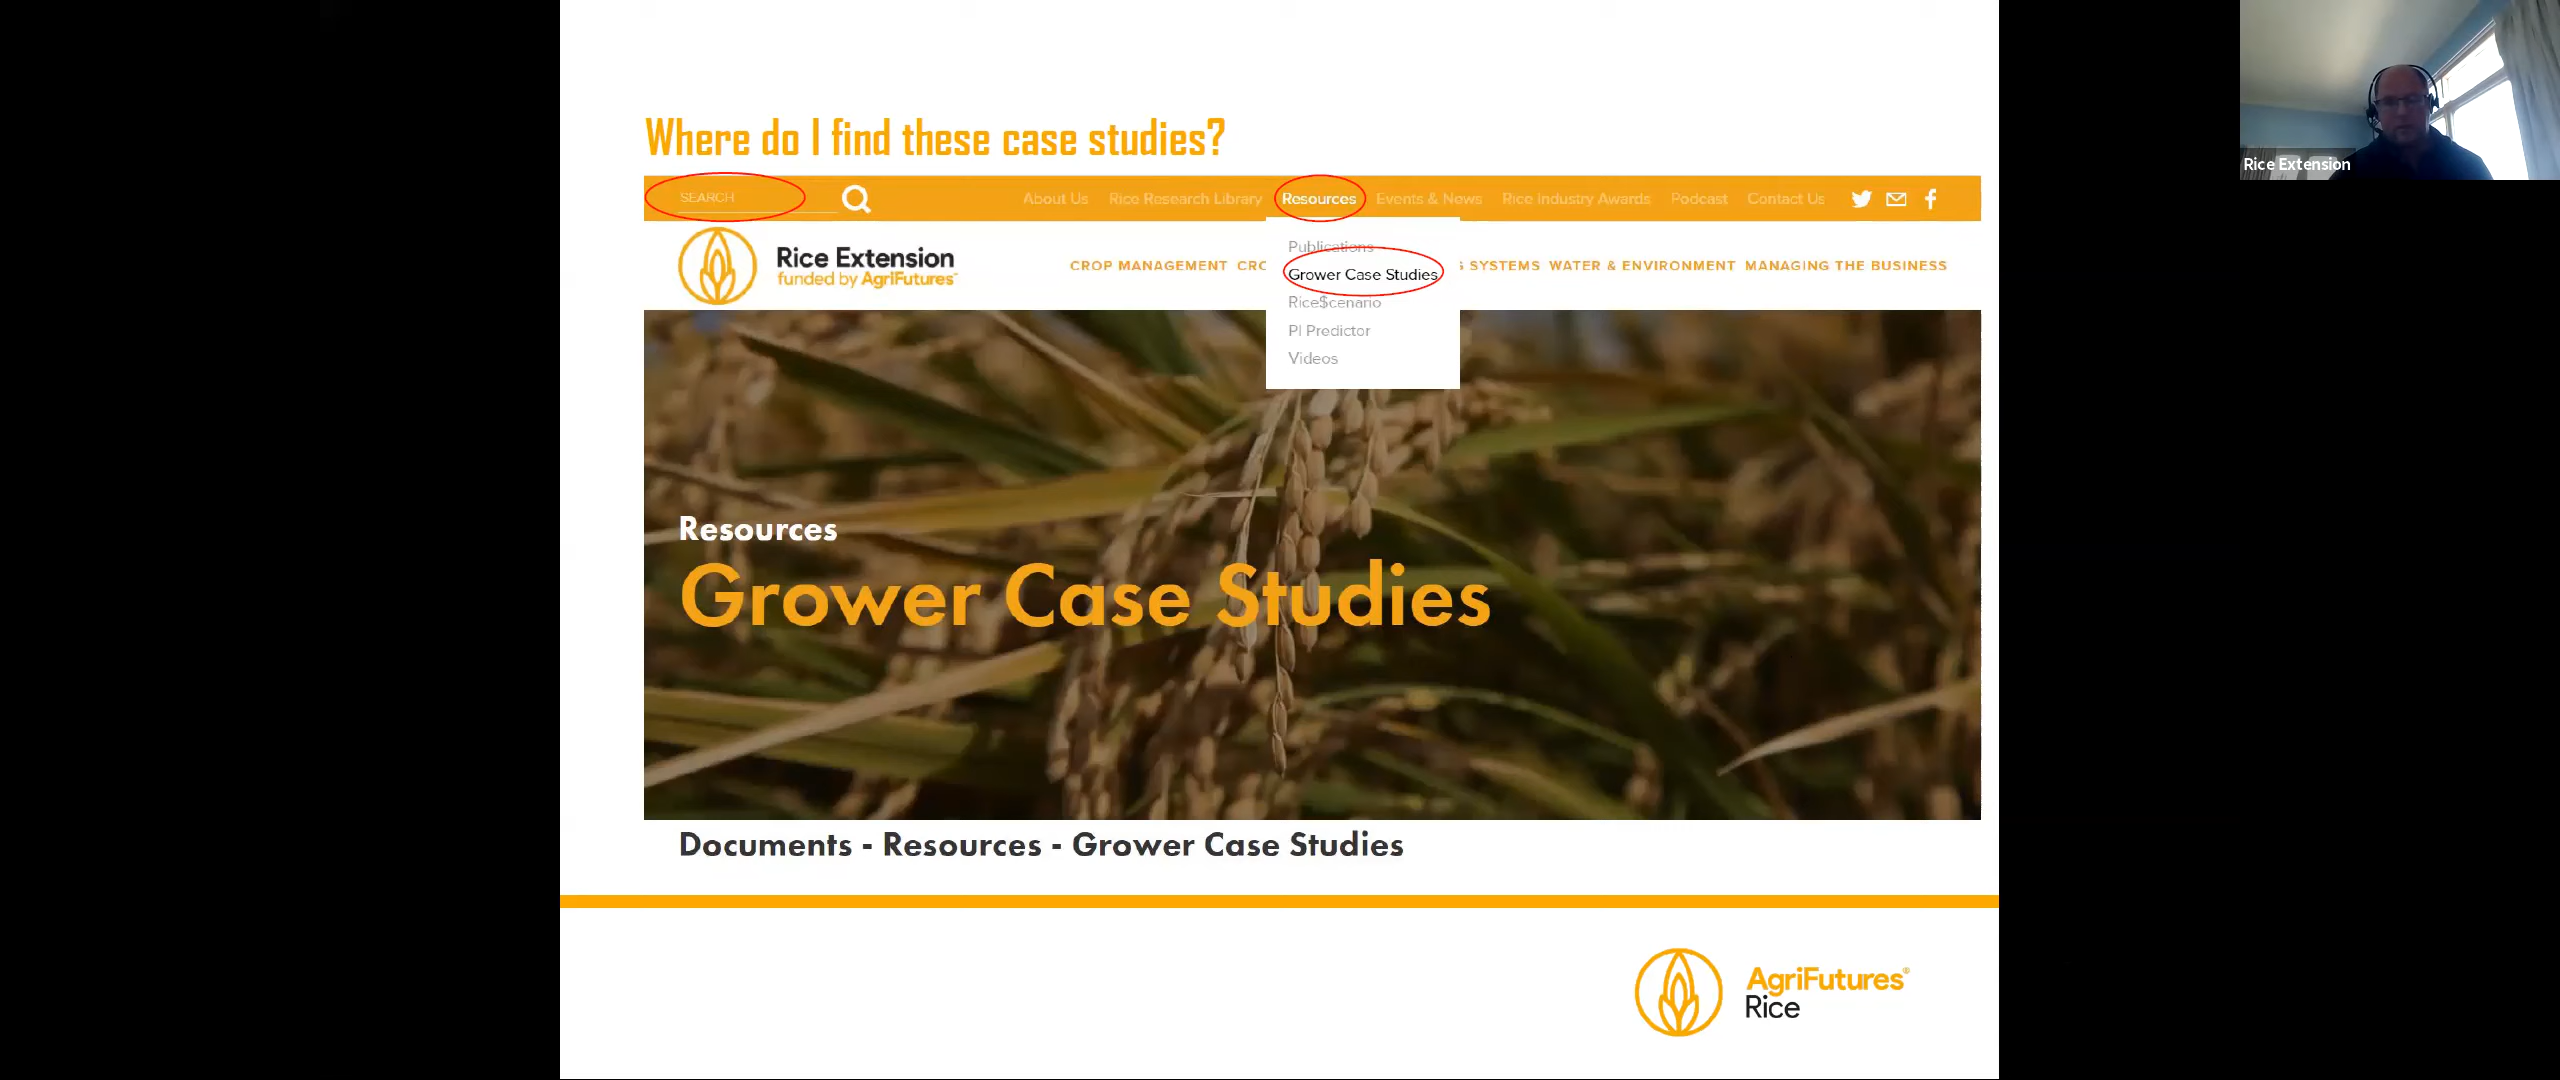 Where do I find these case studies?
SEARCH
About Us Rice Research Library Resources Events & News Rice Industry Awards Podcast Contact Us
Rice Extension
funded by AgriFutures
CROP MANAGEMENT CRO SYSTEMS WATER & ENVIRONMENT MANAGING THE BUSINESS
Publications
Grower Case Studies
Rice$cenario
PI Predictor
Videos
Resources
Grower Case Studies
Documents - Resources - Grower Case Studies
AgriFutures®
Rice
Rice Extension